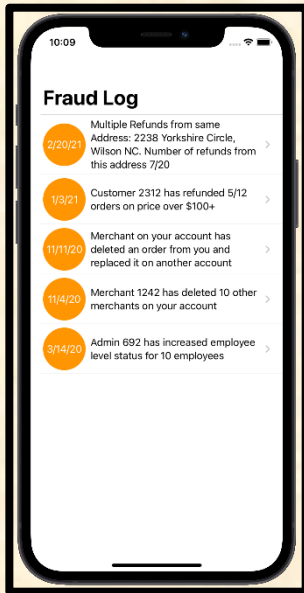 10:09
Fraud Log
2/20/21
Multiple Refunds from same
Address: 2238 Yorkshire Circle,
Wilson NC. Number of refunds from
this address 7/20
1/3/21
Customer 2312 has refunded 5/12
orders on price over $100+
11/11/20
Merchant on your account has
deleted an order from you and
replaced it on another account
11/4/20
Merchant 1242 has deleted 10 other
merchants on your account
3/14/20
Admin 692 has increased employee
level status for 10 employees